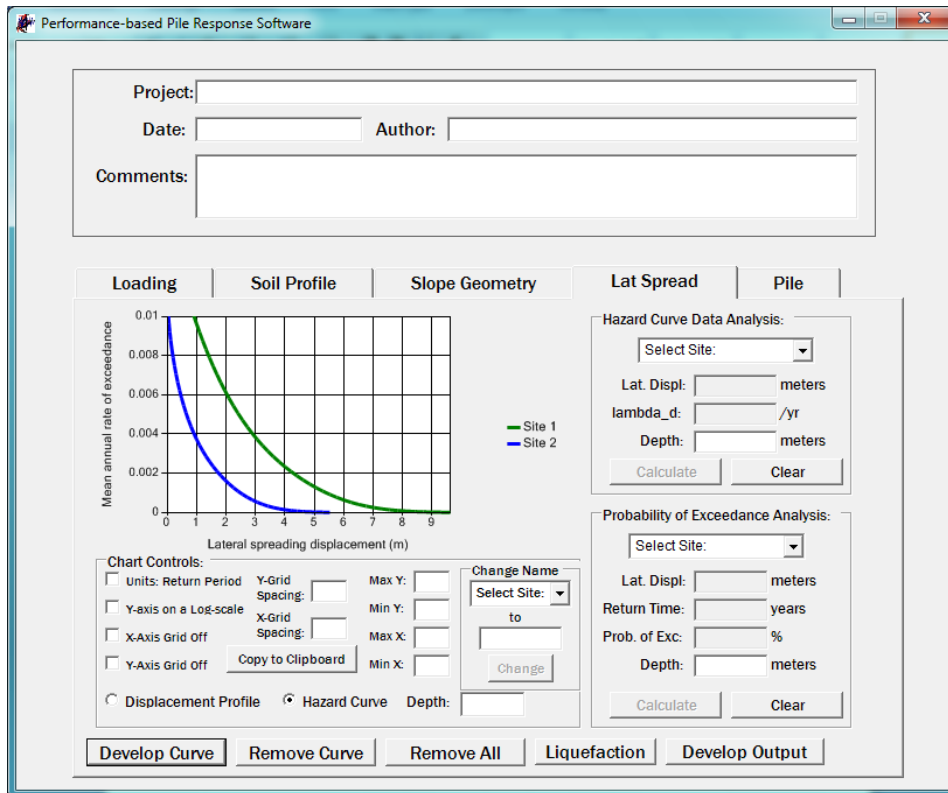 Performance-based Pile Response Software
Project:
Date:
Author:
Comments:
Loading
Soil Profile
Slope Geometry
Lat Spread
Pile
Mean annual rate of exceedance
0.01
0.008
0.006
0.004
0.002
0
0 1 2 3 4 5 6 7 8 9
Lateral spreading displacement (m)
Site 1
Site 2
Chart Controls:
Units: Return Period
Y-axis on a Log-scale
X-Axis Grid Off
Y-Axis Grid Off
Y-Grid
Spacing:
X-Grid
Spacing:
Copy to Clipboard
Max Y:
Min Y:
Max X:
Min X:
Change Name
Select Site:
to
Change
Displacement Profile
Hazard Curve
Depth:
Hazard Curve Data Analysis:
Select Site:
Lat. Displ: meters
lambda_d: /yr
Depth: meters
Calculate
Clear
Probability of Exceedance Analysis:
Select Site:
Lat. Displ: meters
Return Time: years
Prob. of Exc: %
Depth: meters
Calculate
Clear
Develop Curve
Remove Curve
Remove All
Liquefaction
Develop Output